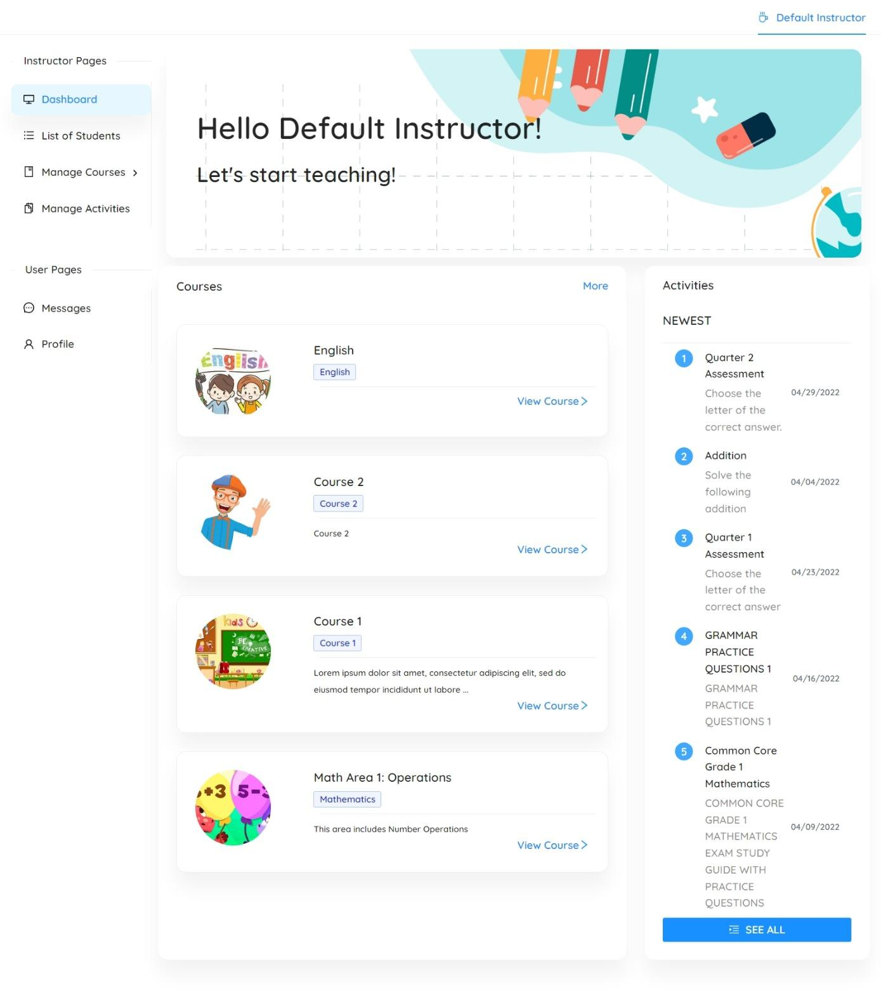 Default Instructor
Instructor Pages
Dashboard
List of Students
Manage Courses
Manage Activities
User Pages
Messages
Profile
Hello Default Instructor!
Let's start teaching!
Courses
More
English
English
English
View Course
Course 2
Course 2
Course 2
View Course
kids
BE
CREATIVE
Course 1
Course 1
Lorem ipsum dolor sit amet, consectetur adipiscing elit, sed do
eiusmod tempor incididunt ut labore ...
View Course
+3 5-
Math Area 1: Operations
Mathematics
This area includes Number Operations
View Course
Activities
NEWEST
1
Quarter 2
Assessment
Choose the
letter of the
correct answer.
04/29/2022
2
Addition
Solve the
following
addition
04/04/2022
3
Quarter 1
Assessment
Choose the
letter of the
correct answer
04/23/2022
4
GRAMMAR
PRACTICE
QUESTIONS 1
GRAMMAR
PRACTICE
QUESTIONS 1
04/16/2022
5
Common Core
Grade 1
Mathematics
COMMON CORE
GRADE 1
MATHEMATICS
EXAM STUDY
GUIDE WITH
PRACTICE
QUESTIONS
04/09/2022
SEE ALL